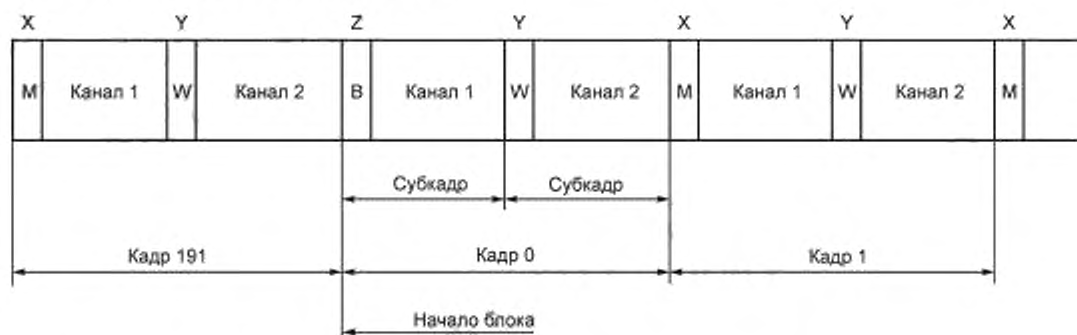 X Y Z Y X Y X
M Канал 1 W Канал 2 B Канал 1 W Канал 2 M Канал 1 W Канал 2 M
Субкадр Субкадр
Кадр 191 Кадр 0 Кадр 1
Начало блока